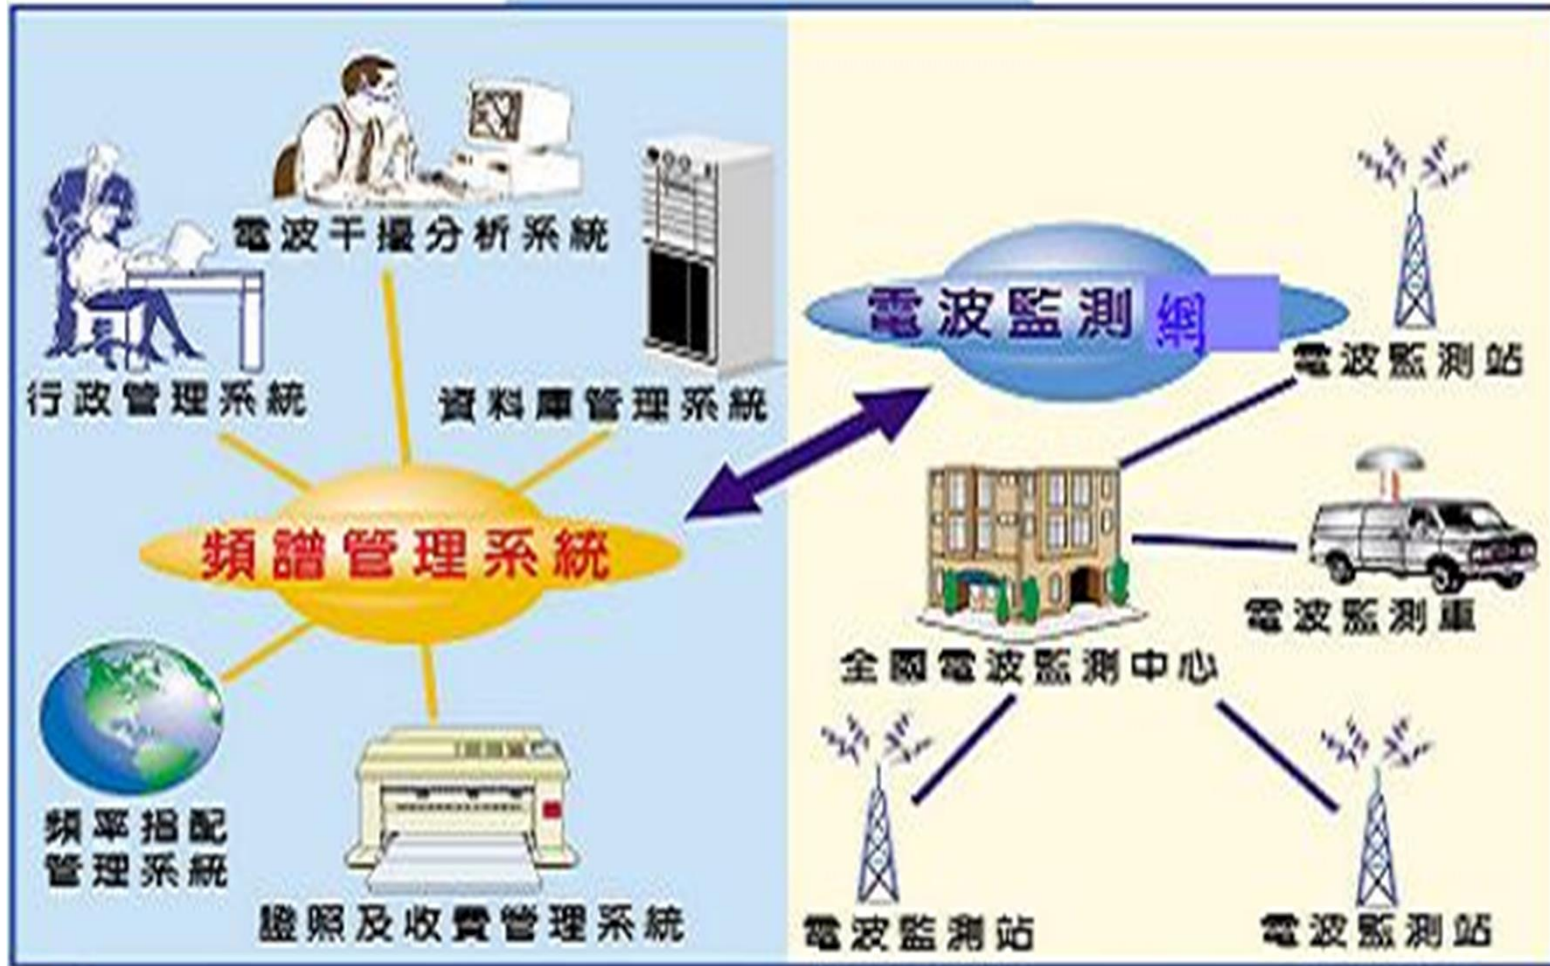 電波干擾分析系統
行政管理系統
資料庫管理系統
頻譜管理系統
頻率指配
管理系統
證照及收費管理系統
電波監測
電波監測站
電波監測車
全國電波監測中心
電波監測站
電波監測站